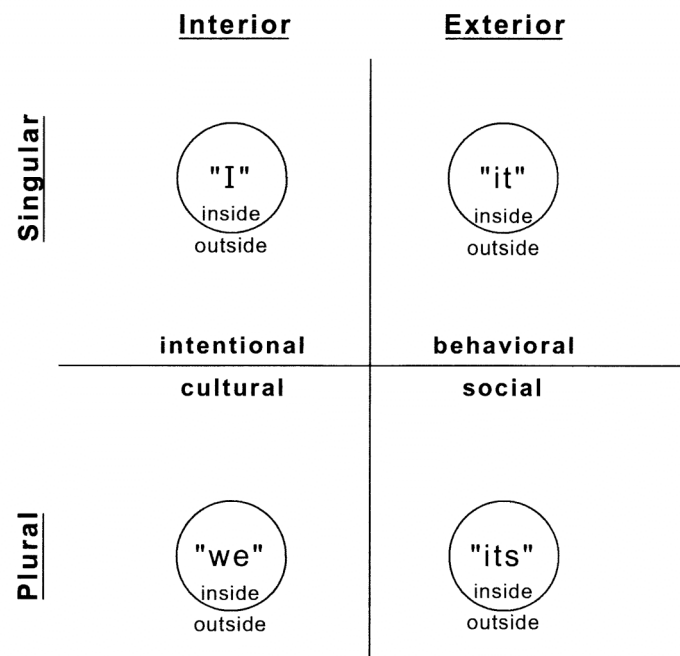 Interior
Exterior
Singular
"I"
inside
outside
"it"
inside
outside
intentional
behavioral
cultural
social
Plural
"we"
inside
outside
"its"
inside
outside